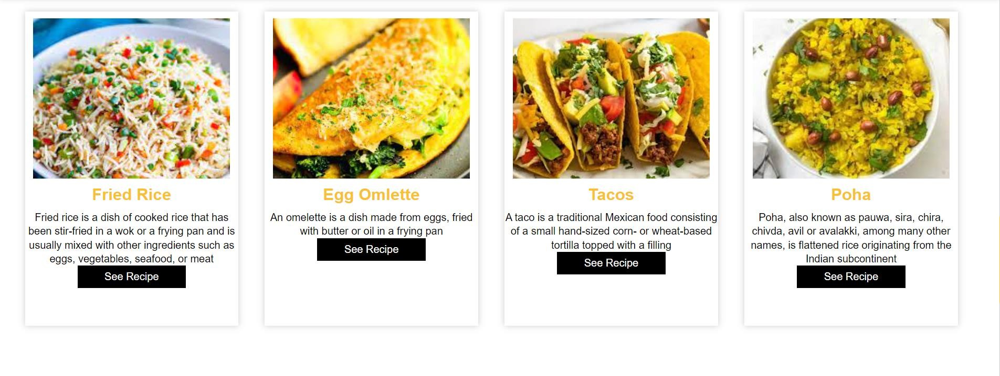 Fried Rice
Fried rice is a dish of cooked rice that has
been stir-fried in a wok or a frying pan and is
usually mixed with other ingredients such as
eggs, vegetables, seafood, or meat
See Recipe
Egg Omlette
An omelette is a dish made from eggs, fried
with butter or oil in a frying pan
See Recipe
Tacos
A taco is a traditional Mexican food consisting
of a small hand-sized corn- or wheat-based
tortilla topped with a filling
See Recipe
Poha
Poha, also known as pauwa, sira, chira,
chivda, avil or avalakki, among many other
names, is flattened rice originating from the
Indian subcontinent
See Recipe